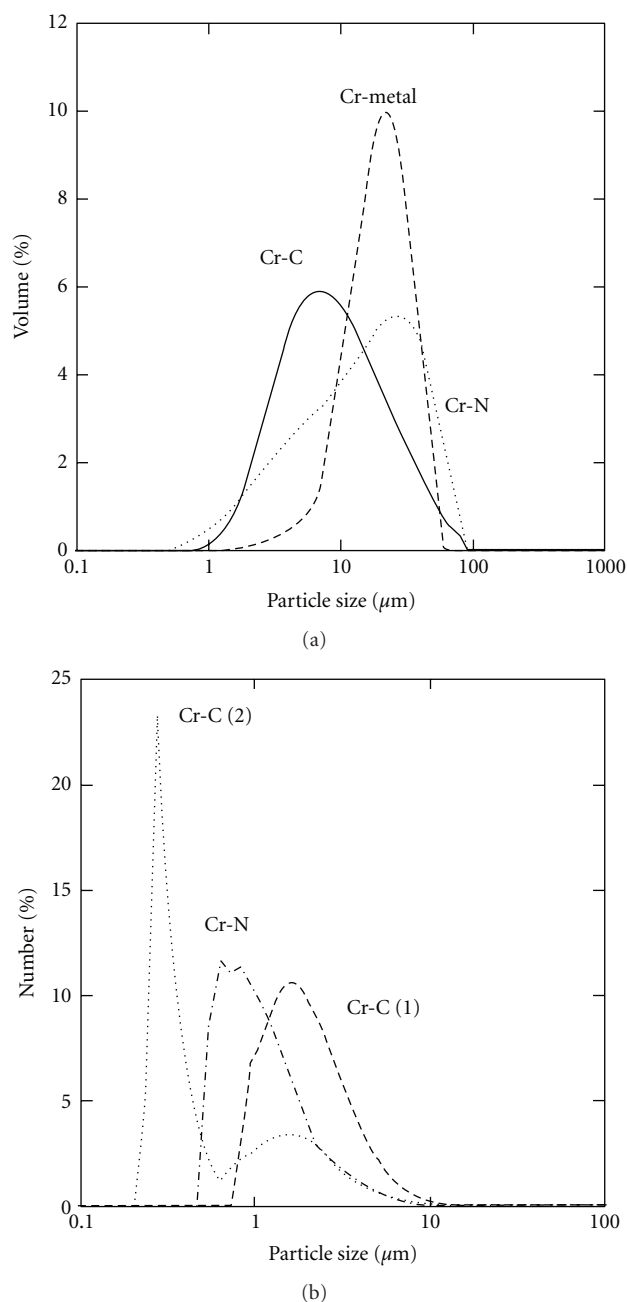 12
10
8
6
4
2
0
Volume (%)
Cr-metal
Cr-C
Cr-N
0.1 1 10 100 1000
Particle size (μm)
(a)
25
20
15
10
5
0
Number (%)
Cr-C (2)
Cr-N
Cr-C (1)
0.1 1 10 100
Particle size (μm)
(b)